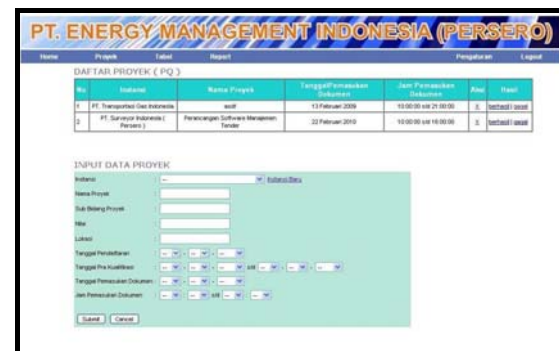 PT. ENERGY MANAGEMENT INDONESIA (PERSERO)
Home Proyek Tabel Report Pengaturan Logout
DAFTAR PROYEK ( PQ )
No Instansi Nama Proyek Tanggal Pemasukan Dokumen Jam Pemasukan Dokumen Hasil
1 PT. Transportasi Gas Indonesia 13 Februari 2009 10:00:00 s/d 21:00:00 X berhasil | gagal
2 PT. Surveyor Indonesia ( Persero ) Perancangan Software Manajemen Tender 22 Februari 2010 10:00:00 s/d 16:00:00 X berhasil | gagal
INPUT DATA PROYEK
Instansi : -- Instansi Baru
Nama Proyek :
Sub Bidang Proyek :
Nilai :
Lokasi :
Tanggal Pendaftaran : -- - -- - --
Tanggal Pra Kualifikasi : -- - -- - -- s/d -- - -- - --
Tanggal Pemasukan Dokumen : -- - -- - --
Jam Pemasukan Dokumen : -- : -- s/d -- : --
Submit Cancel